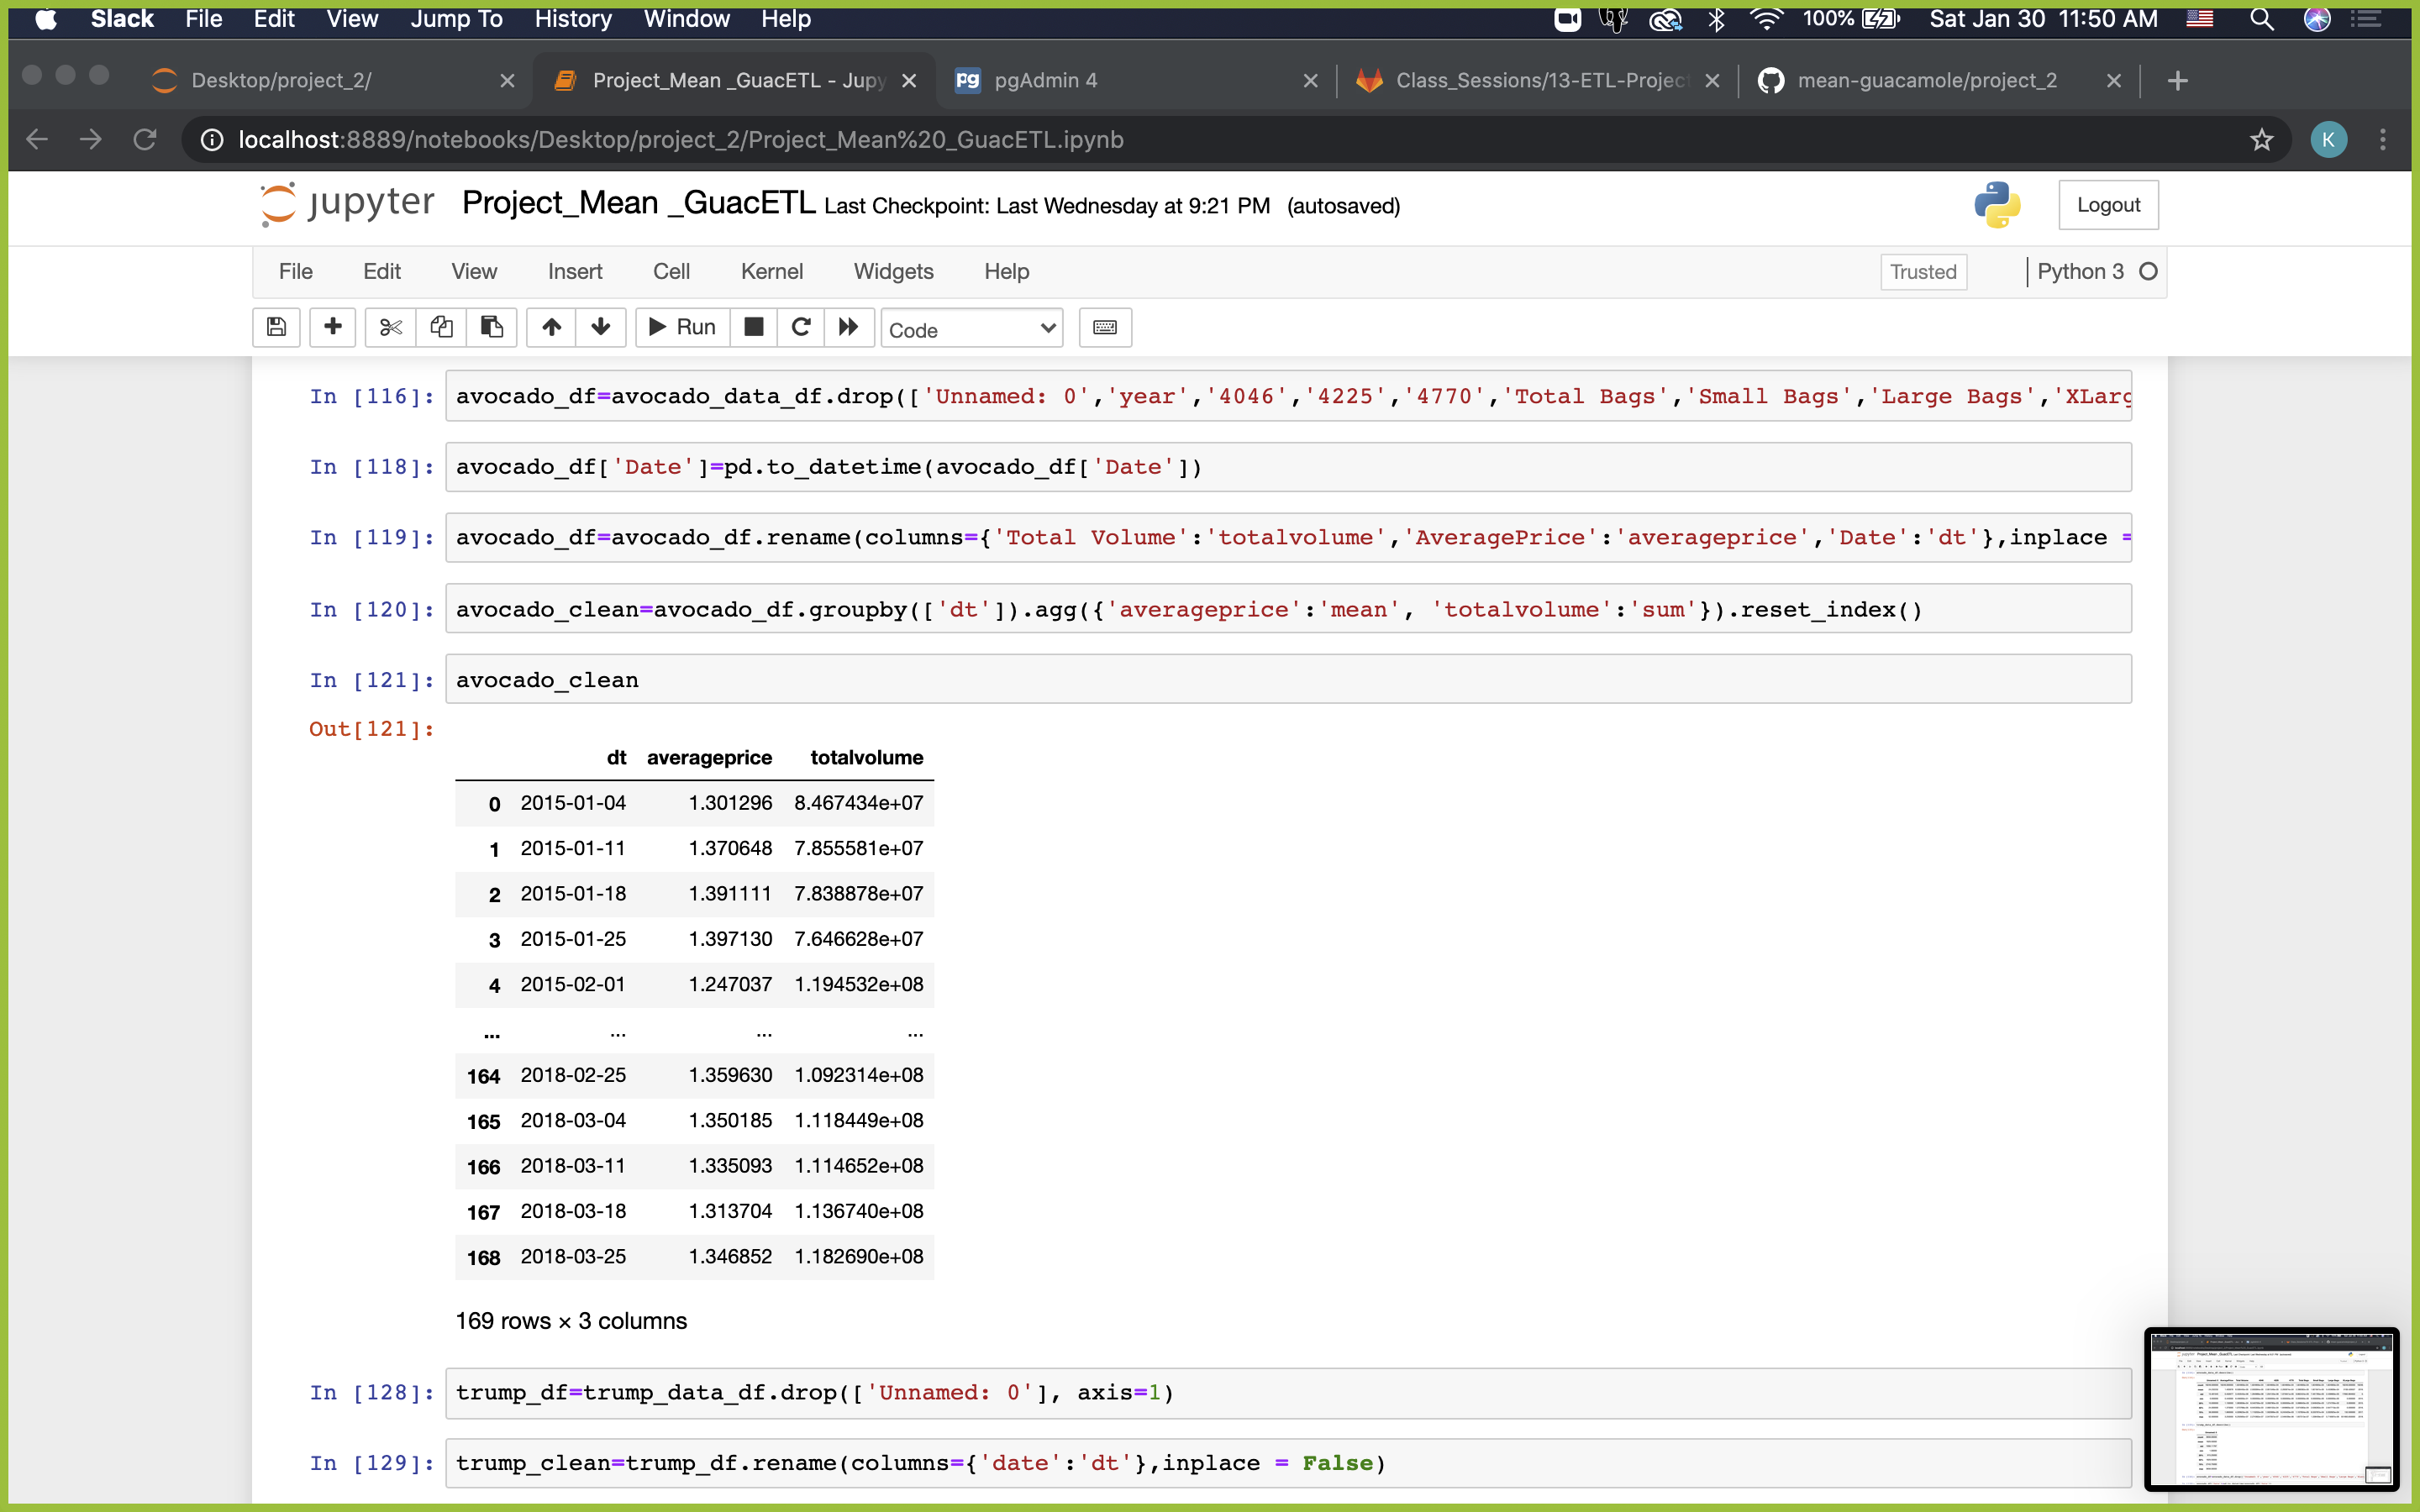 Slack File Edit View Jump To History Window Help 100% Sat Jan 30 11:50 AM
Desktop/project_2/ Project_Mean _GuacETL - Jupy pgAdmin 4 Class_Sessions/13-ETL-Project mean-guacamole/project_2
localhost:8889/notebooks/Desktop/project_2/Project_Mean%20_GuacETL.ipynb K
jupyter Project_Mean _GuacETL Last Checkpoint: Last Wednesday at 9:21 PM (autosaved) Logout
File Edit View Insert Cell Kernel Widgets Help Trusted Python 3
Run Code
In [116]: avocado_df=avocado_data_df.drop(['Unnamed: 0','year','4046','4225','4770','Total Bags','Small Bags','Large Bags','XLarg
In [118]: avocado_df['Date']=pd.to_datetime(avocado_df['Date'])
In [119]: avocado_df=avocado_df.rename(columns={'Total Volume':'totalvolume','AveragePrice':'averageprice','Date':'dt'},inplace =
In [120]: avocado_clean=avocado_df.groupby(['dt']).agg({'averageprice':'mean', 'totalvolume':'sum'}).reset_index()
In [121]: avocado_clean
Out[121]:
dt averageprice totalvolume
0 2015-01-04 1.301296 8.467434e+07
1 2015-01-11 1.370648 7.855581e+07
2 2015-01-18 1.391111 7.838878e+07
3 2015-01-25 1.397130 7.646628e+07
4 2015-02-01 1.247037 1.194532e+08
... ... ... ...
164 2018-02-25 1.359630 1.092314e+08
165 2018-03-04 1.350185 1.118449e+08
166 2018-03-11 1.335093 1.114652e+08
167 2018-03-18 1.313704 1.136740e+08
168 2018-03-25 1.346852 1.182690e+08
169 rows × 3 columns
In [128]: trump_df=trump_data_df.drop(['Unnamed: 0'], axis=1)
In [129]: trump_clean=trump_df.rename(columns={'date':'dt'},inplace = False)